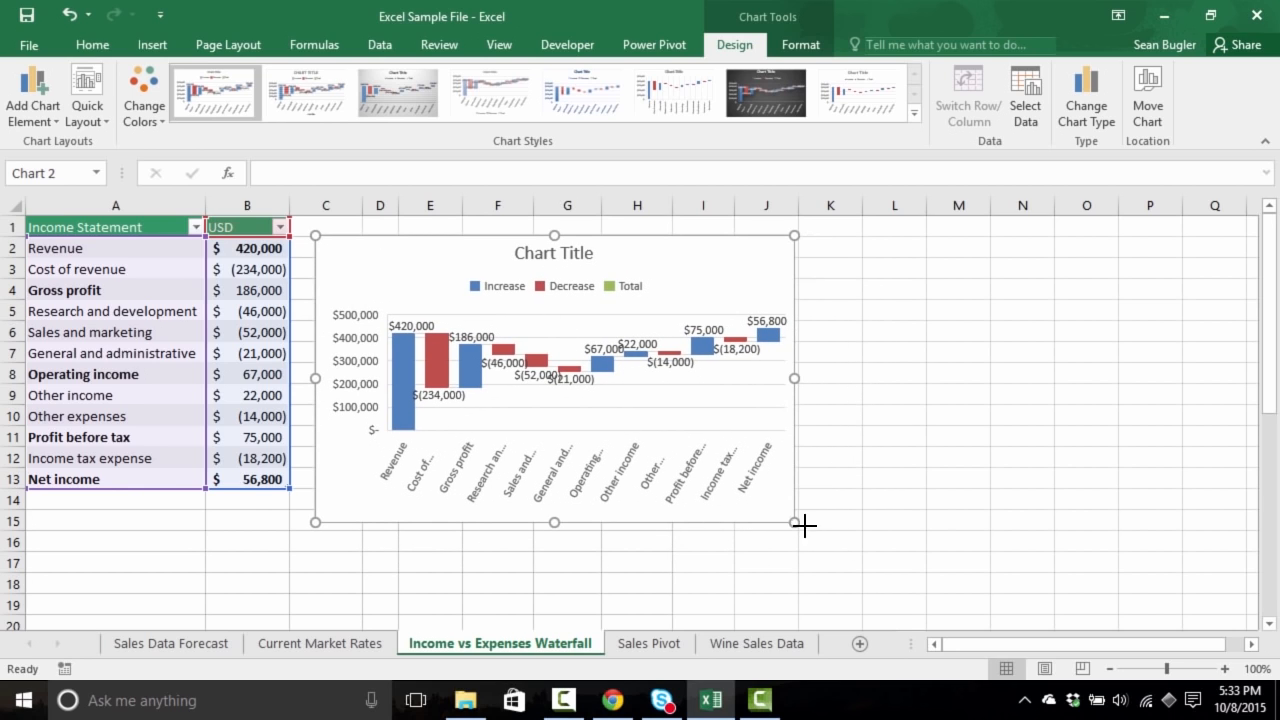 Excel Sample File - Excel
Chart Tools
File Home Insert Page Layout Formulas Data Review View Developer Power Pivot Design Format Tell me what you want to do... Sean Bugler Share
Add Chart Element Quick Layout
Change Colors
Switch Row/ Column Select Data Change Chart Type Move Chart
Chart Layouts Chart Styles Data Type Location
Chart 2 fx
A B C D E F G H I J K L M N O P Q
1 Income Statement USD
2 Revenue $ 420,000
3 Cost of revenue $ (234,000)
4 Gross profit $ 186,000
5 Research and development $ (46,000)
6 Sales and marketing $ (52,000)
7 General and administrative $ (21,000)
8 Operating income $ 67,000
9 Other income $ 22,000
10 Other expenses $ (14,000)
11 Profit before tax $ 75,000
12 Income tax expense $ (18,200)
13 Net income $ 56,800
14
15
16
17
18
19
20
Chart Title
Increase Decrease Total
$500,000
$400,000
$300,000
$200,000
$100,000
$-
$420,000
$(234,000)
$186,000
$(46,000)
$(52,000)
$(21,000)
$67,000
$22,000
$(14,000)
$75,000
$(18,200)
$56,800
Revenue
Cost of...
Gross profit
Research an...
Sales and...
General and...
Operating...
Other income
Other...
Profit before...
Income tax...
Net income
Sales Data Forecast Current Market Rates Income vs Expenses Waterfall Sales Pivot Wine Sales Data
Ready 100%
Ask me anything
5:33 PM
10/8/2015